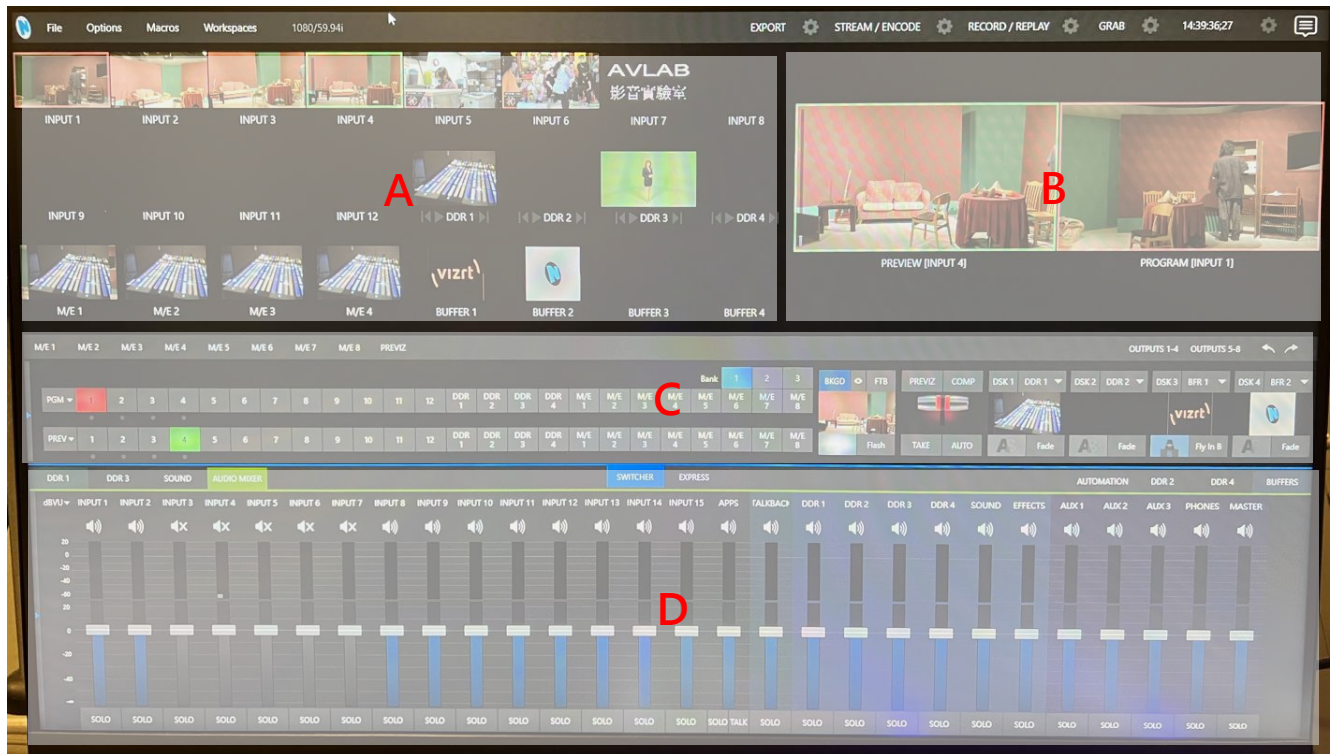 File Options Macros Workspaces 1080/59.94i EXPORT STREAM / ENCODE RECORD / REPLAY GRAB 14:39:36;27
AVLAB
影音實驗室
INPUT 1 INPUT 2 INPUT 3 INPUT 4 INPUT 5 INPUT 6 INPUT 7 INPUT 8
A
B
INPUT 9 INPUT 10 INPUT 11 INPUT 12 DDR 1 DDR 2 DDR 3 DDR 4
PREVIEW [INPUT 4] PROGRAM [INPUT 1]
vizrt
N
M/E 1 M/E 2 M/E 3 M/E 4 BUFFER 1 BUFFER 2 BUFFER 3 BUFFER 4
M/E 1 M/E 2 M/E 3 M/E 4 M/E 5 M/E 6 M/E 7 M/E 8 PREVIZ OUTPUTS 1-4 OUTPUTS 5-8
Bank 1 2 3 BKGD FTB PREVIZ COMP DSK 1 DDR 1 DSK 2 DDR 2 DSK 3 BFR 1 DSK 4 BFR 2
C
PGM 1 2 3 4 5 6 7 8 9 10 11 12 DDR 1 DDR 2 DDR 3 DDR 4 M/E 1 M/E 2 M/E 3 M/E 4 M/E 5 M/E 6 M/E 7 M/E 8
vizrt
N
PREV 1 2 3 4 5 6 7 8 9 10 11 12 DDR 1 DDR 2 DDR 3 DDR 4 M/E 1 M/E 2 M/E 3 M/E 4 M/E 5 M/E 6 M/E 7 M/E 8
Flash TAKE AUTO A Fade A Fade Fly In B A Fade
DDR 1 DDR 3 SOUND AUDIO MIXER SWITCHER EXPRESS AUTOMATION DDR 2 DDR 4 BUFFERS
dBVU INPUT 1 INPUT 2 INPUT 3 INPUT 4 INPUT 5 INPUT 6 INPUT 7 INPUT 8 INPUT 9 INPUT 10 INPUT 11 INPUT 12 INPUT 13 INPUT 14 INPUT 15 APPS TALKBACK DDR 1 DDR 2 DDR 3 DDR 4 SOUND EFFECTS AUX 1 AUX 2 AUX 3 PHONES MASTER
20
0
-20
-40
-60
20
D
0
-20
-40
SOLO SOLO SOLO SOLO SOLO SOLO SOLO SOLO SOLO SOLO SOLO SOLO SOLO SOLO SOLO SOLO TALK SOLO SOLO SOLO SOLO SOLO SOLO SOLO SOLO SOLO SOLO SOLO SOLO